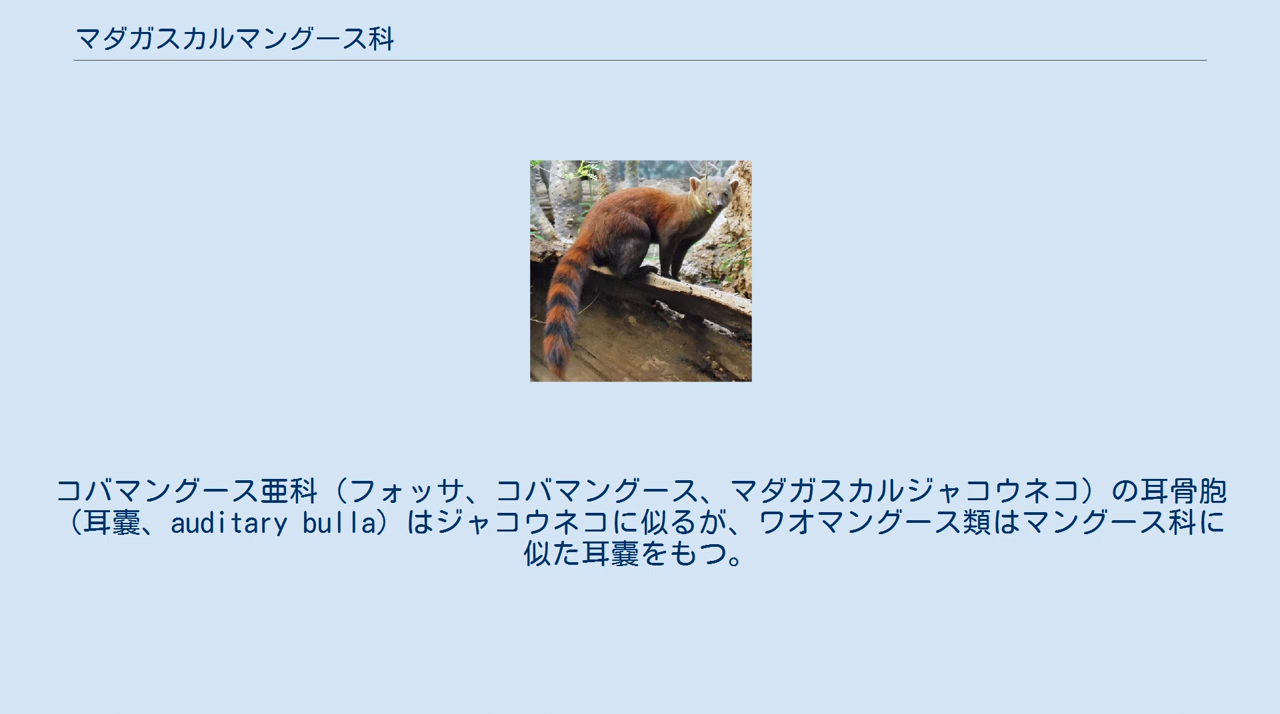 マダガスカルマングース科
コバマングース亜科（フォッサ、コバマングース、マダガスカルジャコウネコ）の耳骨胞
（耳嚢、auditary bulla）はジャコウネコに似るが、ワオマングース類はマングース科に
似た耳嚢をもつ。